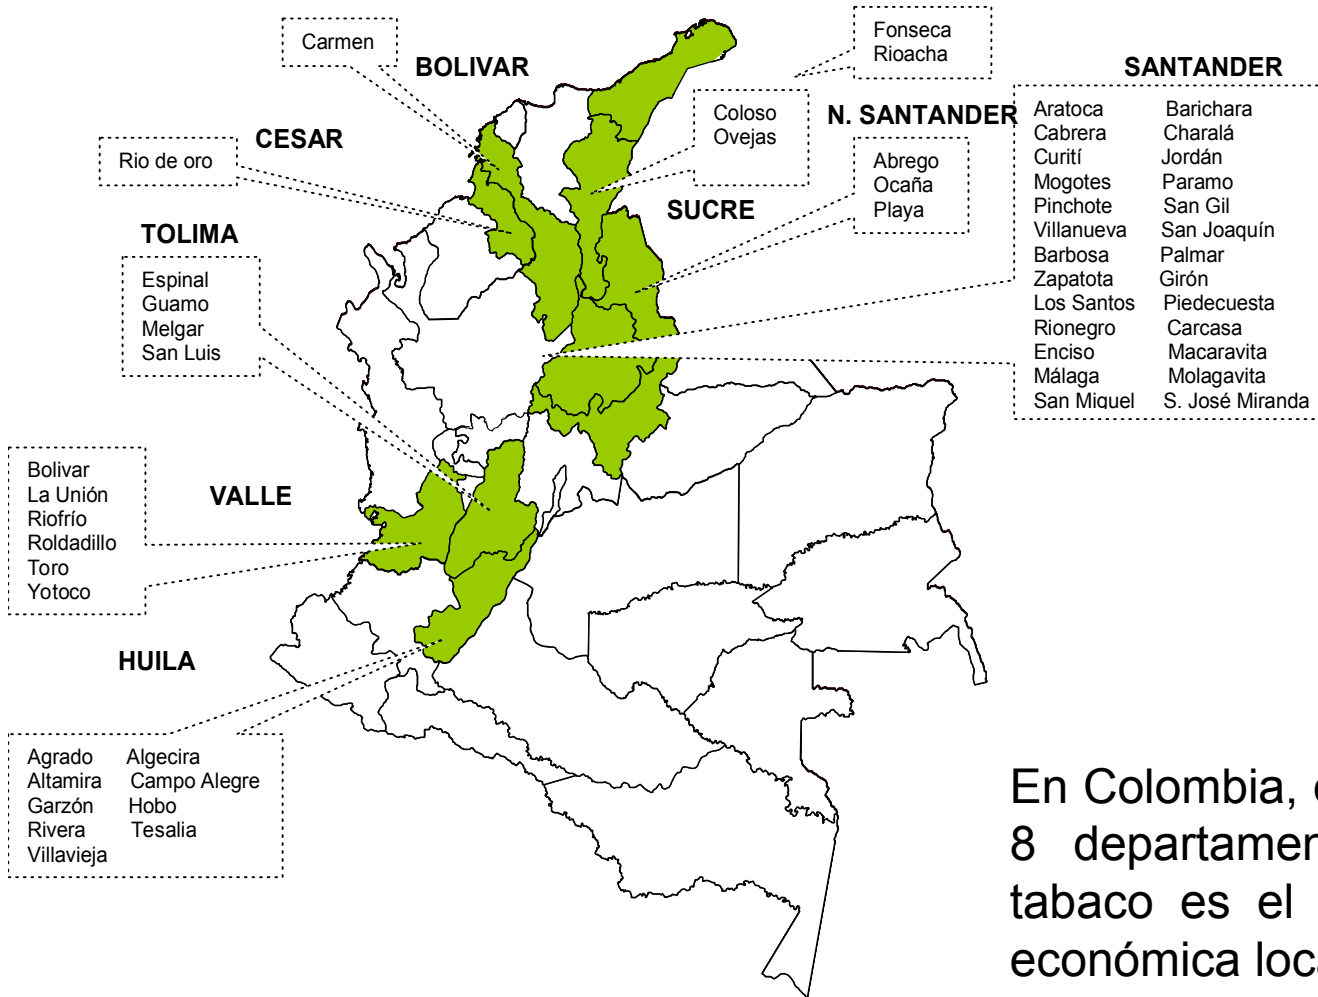 Carmen
BOLIVAR
Fonseca
Rioacha
SANTANDER
CESAR
Rio de oro
Coloso
Ovejas
N. SANTANDER
SUCRE
Abrego
Ocaña
Playa
Aratoca Barichara
Cabrera Charalá
Curití Jordán
Mogotes Paramo
Pinchote San Gil
Villanueva San Joaquín
Barbosa Palmar
Zapatota Girón
Los Santos Piedecuesta
Rionegro Carcasa
Enciso Macaravita
Málaga Molagavita
San Miguel S. José Miranda
TOLIMA
Espinal
Guamo
Melgar
San Luis
VALLE
Bolivar
La Unión
Riofrío
Roldadillo
Toro
Yotoco
HUILA
Agrado Algecira
Altamira Campo Alegre
Garzón Hobo
Rivera Tesalia
Villavieja
En Colombia,
8 departamen
tabaco es el
económica loc